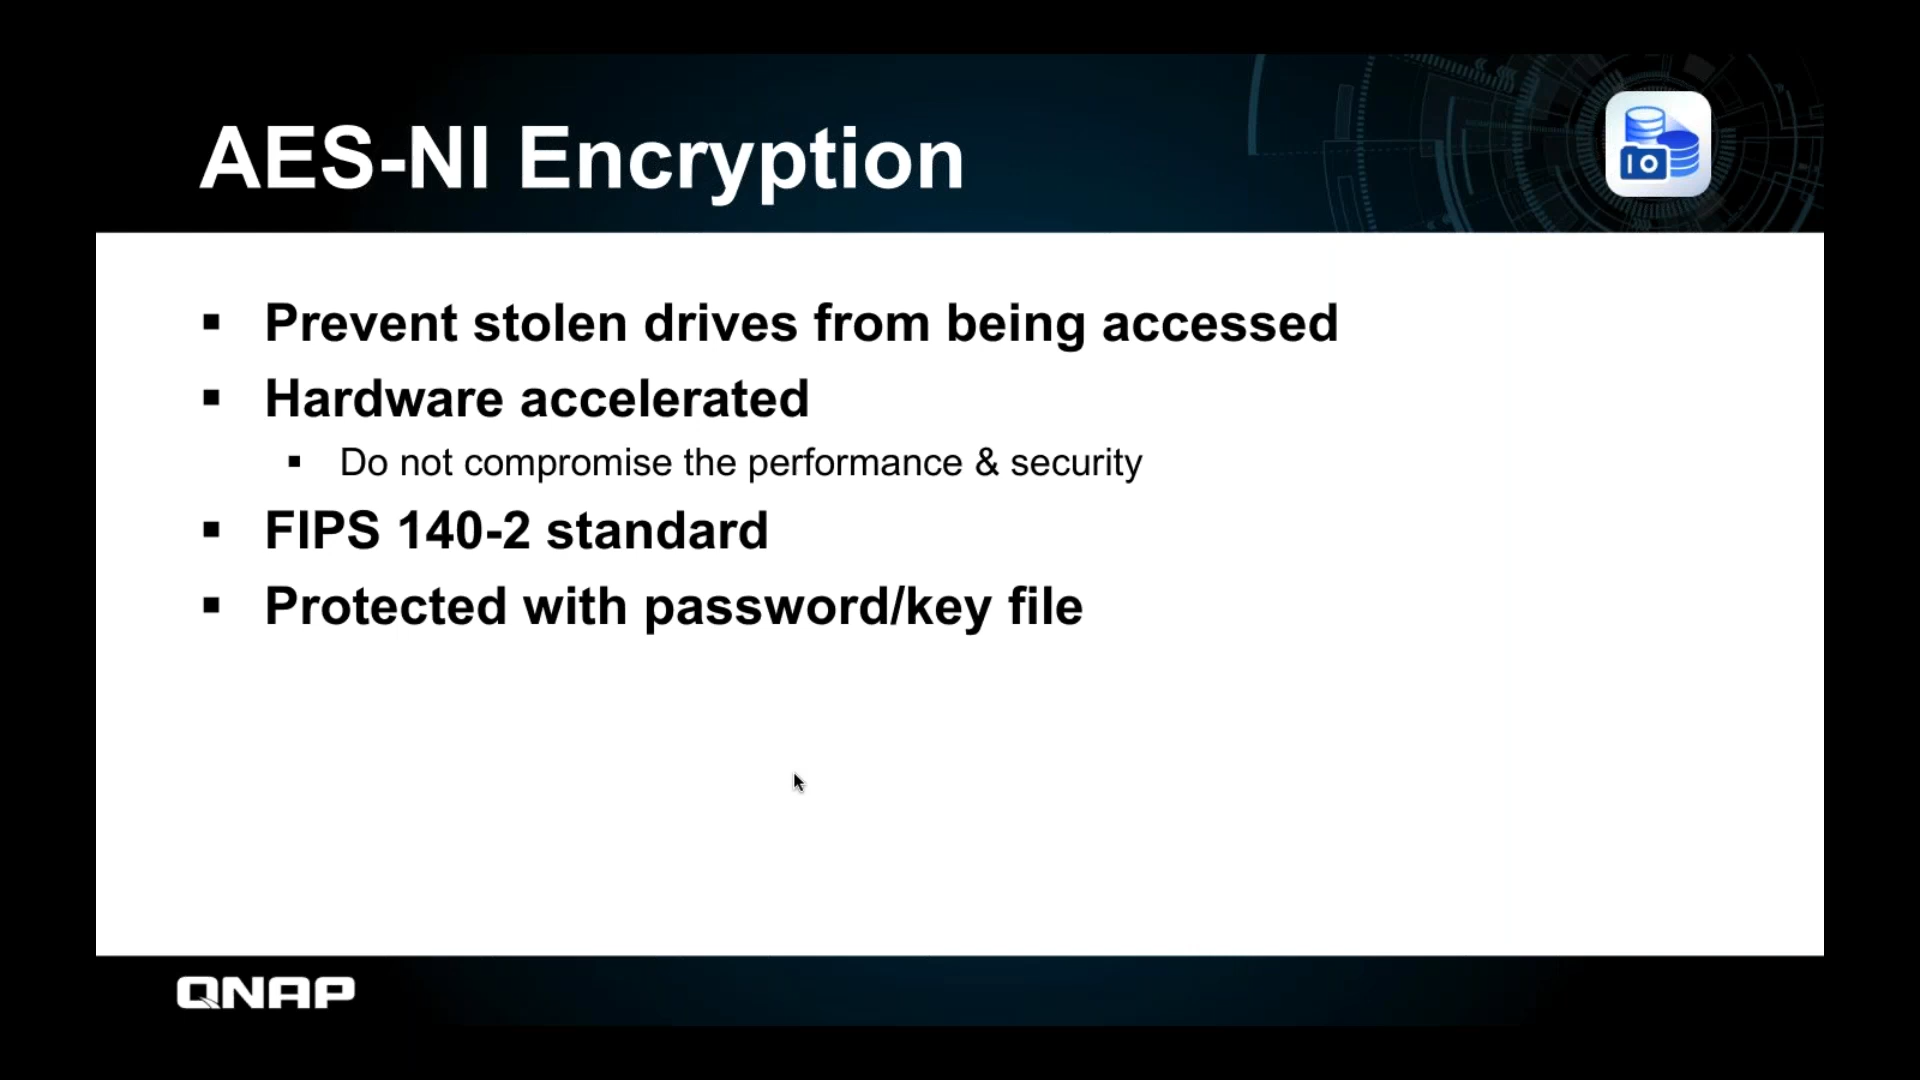 AES-NI Encryption
IO
▪ Prevent stolen drives from being accessed
▪ Hardware accelerated
▪ Do not compromise the performance & security
▪ FIPS 140-2 standard
▪ Protected with password/key file
QNAP